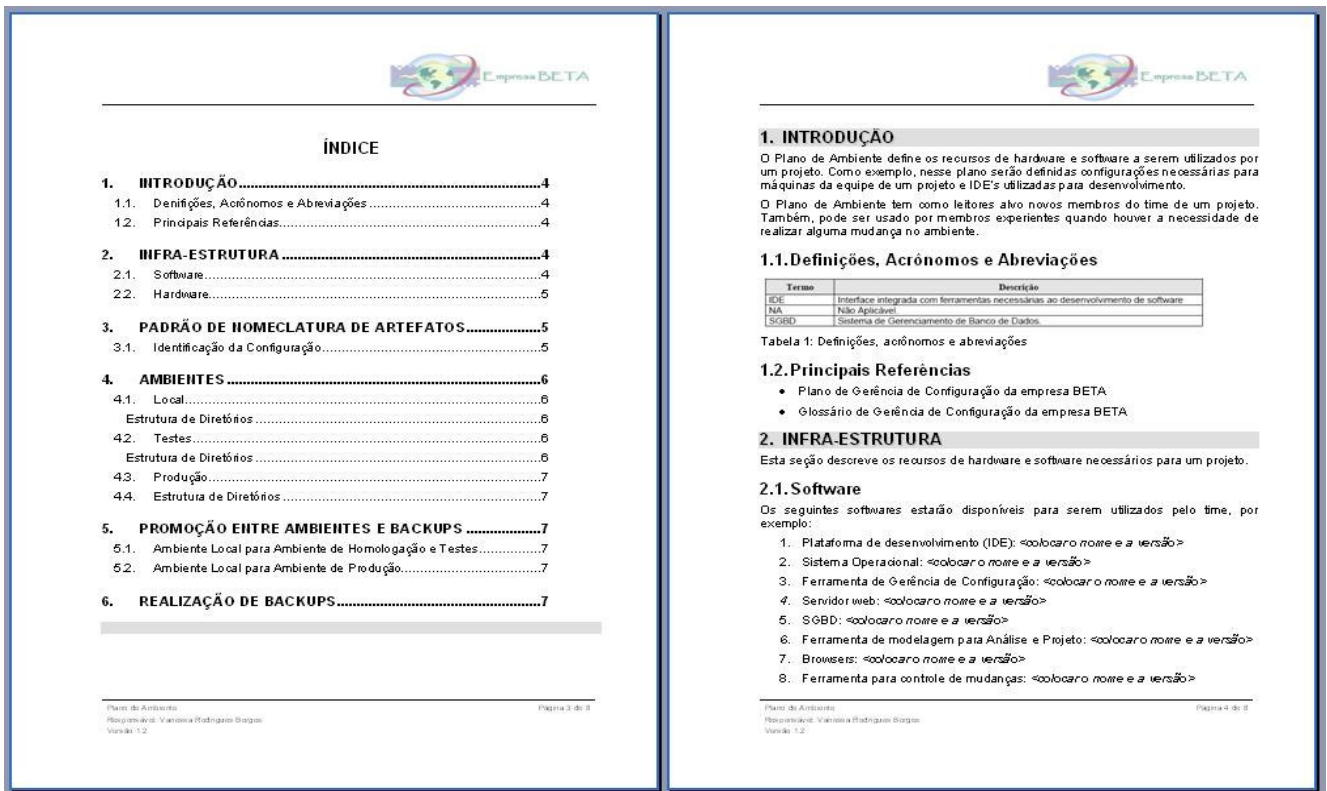 Empresa BETA
ÍNDICE
1. INTRODUÇÃO....................4
1.1. Denifições, Acrônomos e Abreviações....................4
1.2. Principais Referências....................4
2. INFRA-ESTRUTURA....................4
2.1. Software....................4
2.2. Hardware....................5
3. PADRÃO DE NOMECLATURA DE ARTEFATOS....................5
3.1. Identificação da Configuração....................5
4. AMBIENTES....................6
4.1. Local....................6
Estrutura de Diretórios....................6
4.2. Testes....................6
Estrutura de Diretórios....................6
4.3. Produção....................7
4.4. Estrutura de Diretórios....................7
5. PROMOÇÃO ENTRE AMBIENTES E BACKUPS....................7
5.1. Ambiente Local para Ambiente de Homologação e Testes....................7
5.2. Ambiente Local para Ambiente de Produção....................7
6. REALIZAÇÃO DE BACKUPS....................7
Plano de Ambiente Página 3 de 8
Responsável: Vanessa Rodrigues Borges
Versão 1.2
Empresa BETA
1. INTRODUÇÃO
O Plano de Ambiente define os recursos de hardware e software a serem utilizados por
um projeto. Como exemplo, nesse plano serão definidas configurações necessárias para
máquinas da equipe de um projeto e IDE's utilizadas para desenvolvimento.
O Plano de Ambiente tem como leitores alvo novos membros do time de um projeto.
Também, pode ser usado por membros experientes quando houver a necessidade de
realizar alguma mudança no ambiente.
1.1. Definições, Acrônomos e Abreviações
Termo Descrição
IDE Interface integrada com ferramentas necessárias ao desenvolvimento de software
NA Não Aplicável.
SGBD Sistema de Gerenciamento de Banco de Dados.
Tabela 1: Definições, acrônomos e abreviações
1.2. Principais Referências
• Plano de Gerência de Configuração da empresa BETA
• Glossário de Gerência de Configuração da empresa BETA
2. INFRA-ESTRUTURA
Esta seção descreve os recursos de hardware e software necessários para um projeto.
2.1. Software
Os seguintes softwares estarão disponíveis para serem utilizados pelo time, por
exemplo:
1. Plataforma de desenvolvimento (IDE): <colocar o nome e a versão>
2. Sistema Operacional: <colocar o nome e a versão>
3. Ferramenta de Gerência de Configuração: <colocar o nome e a versão>
4. Servidor web: <colocar o nome e a versão>
5. SGBD: <colocar o nome e a versão>
6. Ferramenta de modelagem para Análise e Projeto: <colocar o nome e a versão>
7. Browsers: <colocar o nome e a versão>
8. Ferramenta para controle de mudanças: <colocar o nome e a versão>
Plano de Ambiente Página 4 de 8
Responsável: Vanessa Rodrigues Borges
Versão 1.2